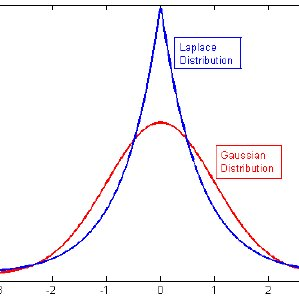 Laplace
Distribution
Gaussian
Distribution
-2 -1 0 1 2